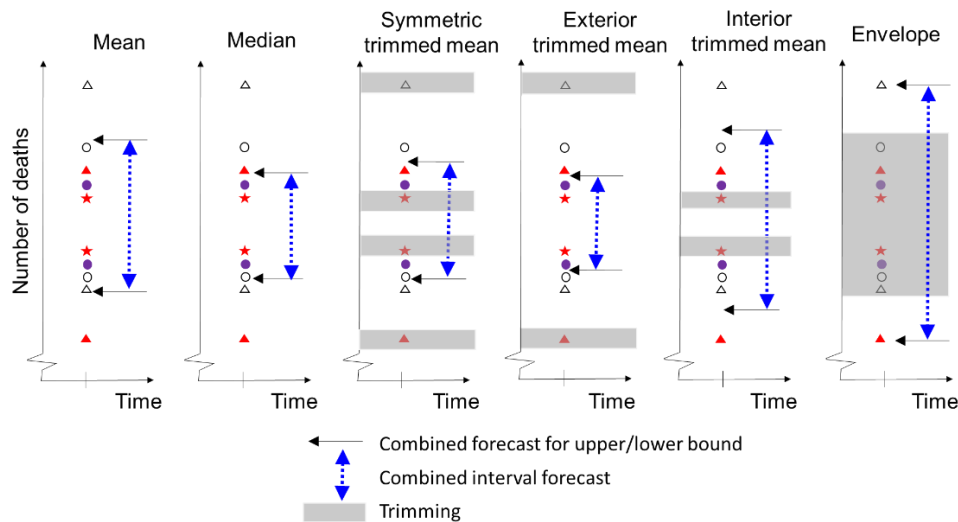 Mean
Median
Symmetric
trimmed mean
Exterior
trimmed mean
Interior
trimmed mean
Envelope
Number of deaths
Time
Time
Time
Time
Time
Time
Combined forecast for upper/lower bound
Combined interval forecast
Trimming